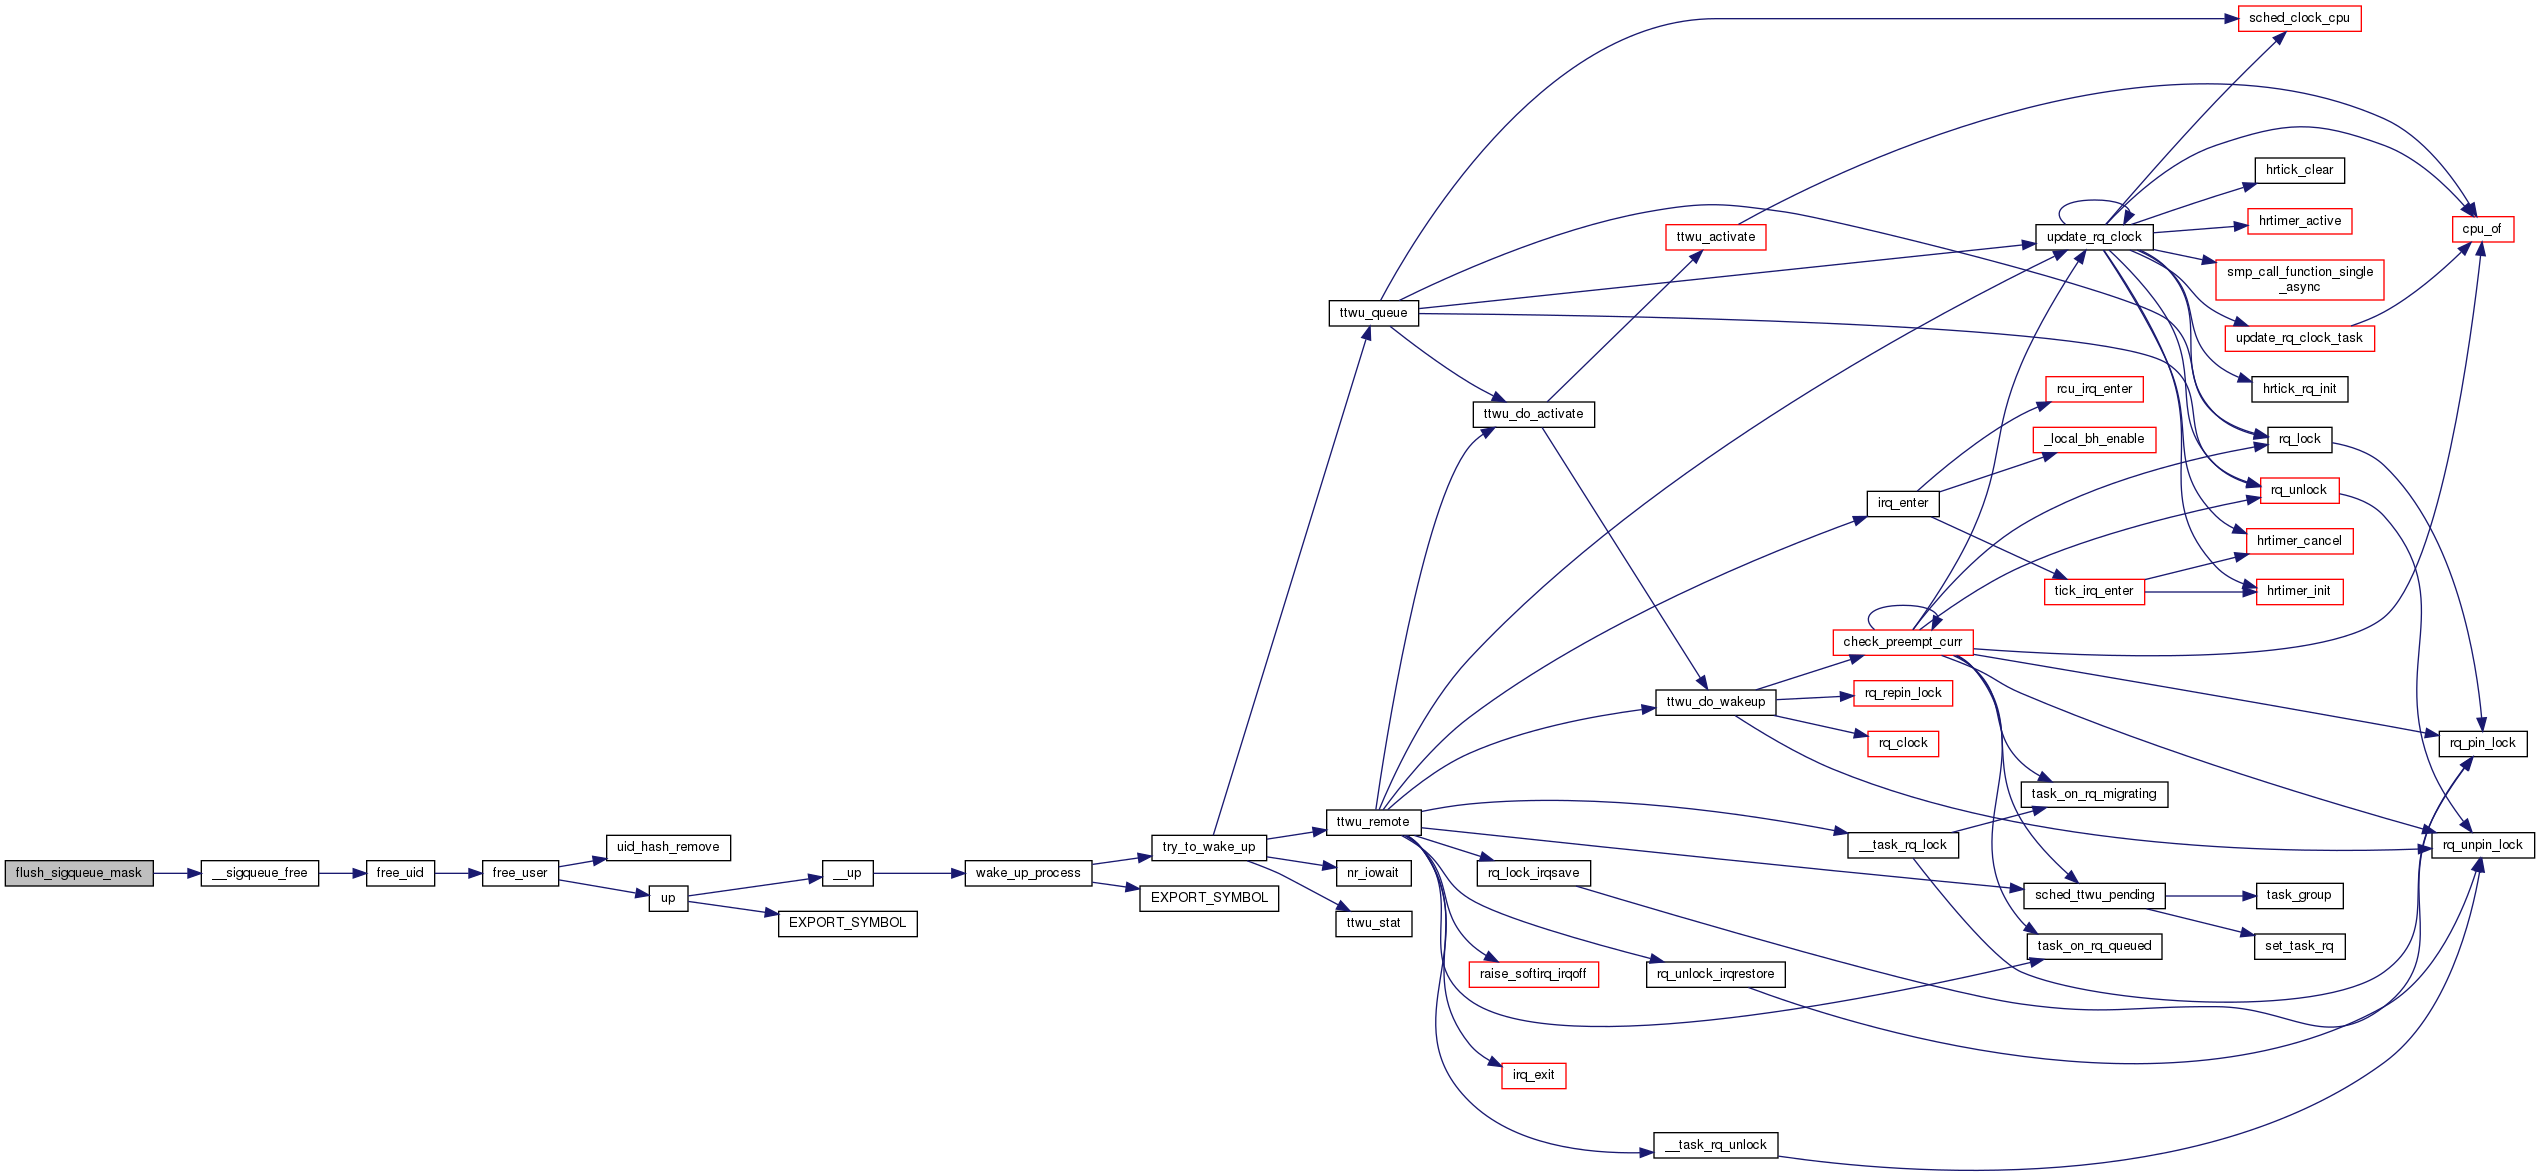 flush_sigqueue_mask
__sigqueue_free
free_uid
free_user
uid_hash_remove
up
__up
EXPORT_SYMBOL
wake_up_process
try_to_wake_up
EXPORT_SYMBOL
ttwu_queue
ttwu_remote
nr_iowait
ttwu_stat
ttwu_do_activate
rq_lock_irqsave
raise_softirq_irqoff
irq_exit
ttwu_activate
ttwu_do_wakeup
rq_unlock_irqrestore
__task_rq_unlock
irq_enter
check_preempt_curr
rq_repin_lock
rq_clock
__task_rq_lock
update_rq_clock
rcu_irq_enter
_local_bh_enable
tick_irq_enter
task_on_rq_migrating
sched_ttwu_pending
task_on_rq_queued
sched_clock_cpu
hrtick_clear
hrtimer_active
smp_call_function_single
_async
update_rq_clock_task
hrtick_rq_init
rq_lock
rq_unlock
hrtimer_cancel
hrtimer_init
task_group
set_task_rq
cpu_of
rq_pin_lock
rq_unpin_lock